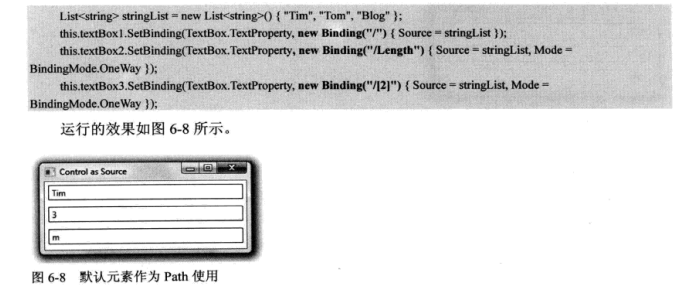 List<string> stringList = new List<string>() { "Tim", "Tom", "Blog" };
this.textBox1.SetBinding(TextBox.TextProperty, new Binding("/") { Source = stringList });
this.textBox2.SetBinding(TextBox.TextProperty, new Binding("/Length") { Source = stringList, Mode =
BindingMode.OneWay });
this.textBox3.SetBinding(TextBox.TextProperty, new Binding("/[2]") { Source = stringList, Mode =
BindingMode.OneWay });
运行的效果如图 6-8 所示。
Control as Source
Tim
3
m
图 6-8 默认元素作为 Path 使用